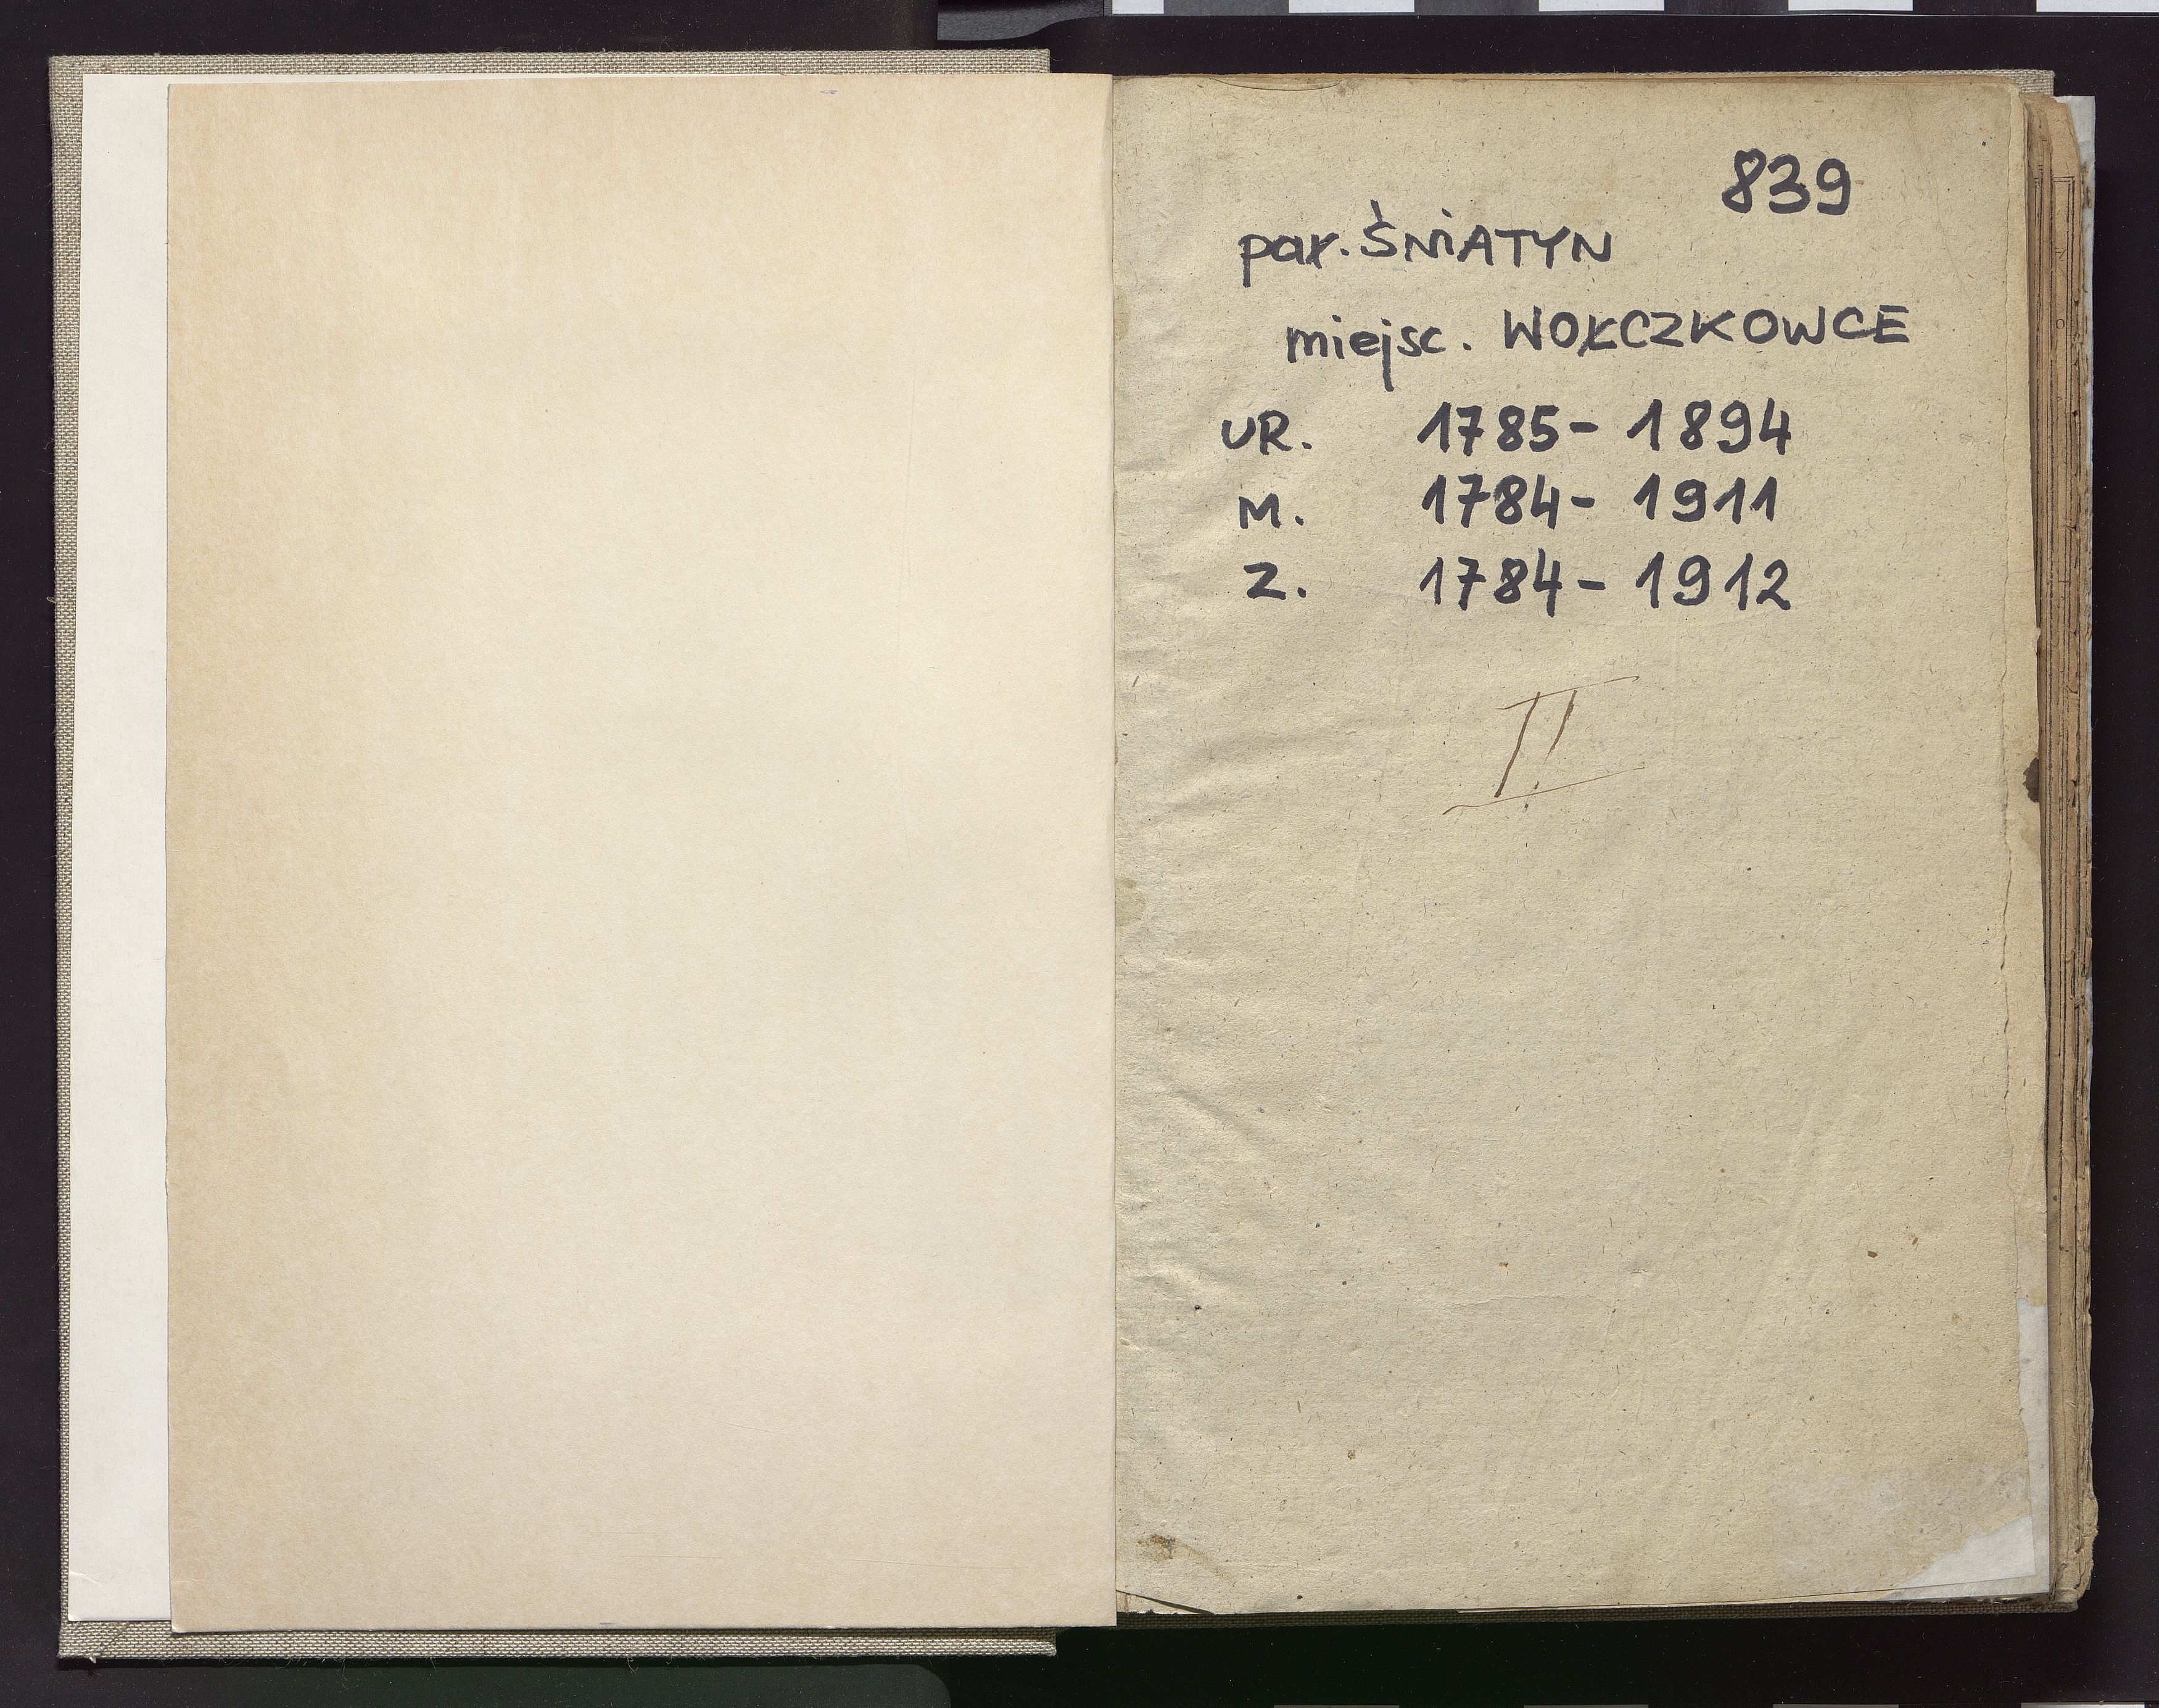 839
par. ŚNIATYN
miejsc. WOŁCZKOWCE
UR. 1785 - 1894
M. 1784 - 1911
Z. 1784 - 1912
II